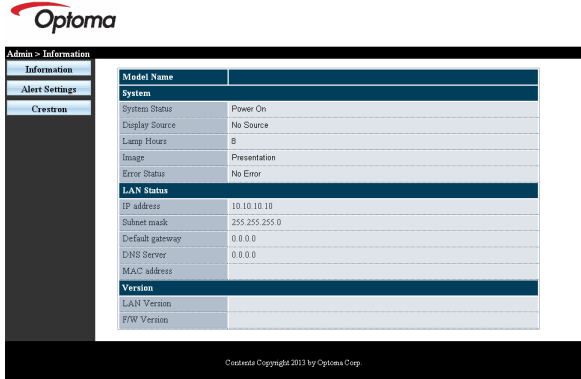 Optoma
Admin > Information
Information
Alert Settings
Crestron
Model Name
System
System Status Power On
Display Source No Source
Lamp Hours 8
Image Presentation
Error Status No Error
LAN Status
IP address 10.10.10.10
Subnet mask 255.255.255.0
Default gateway 0.0.0.0
DNS Server 0.0.0.0
MAC address
Version
LAN Version
F/W Version
Contents Copyright 2013 by Optoma Corp.